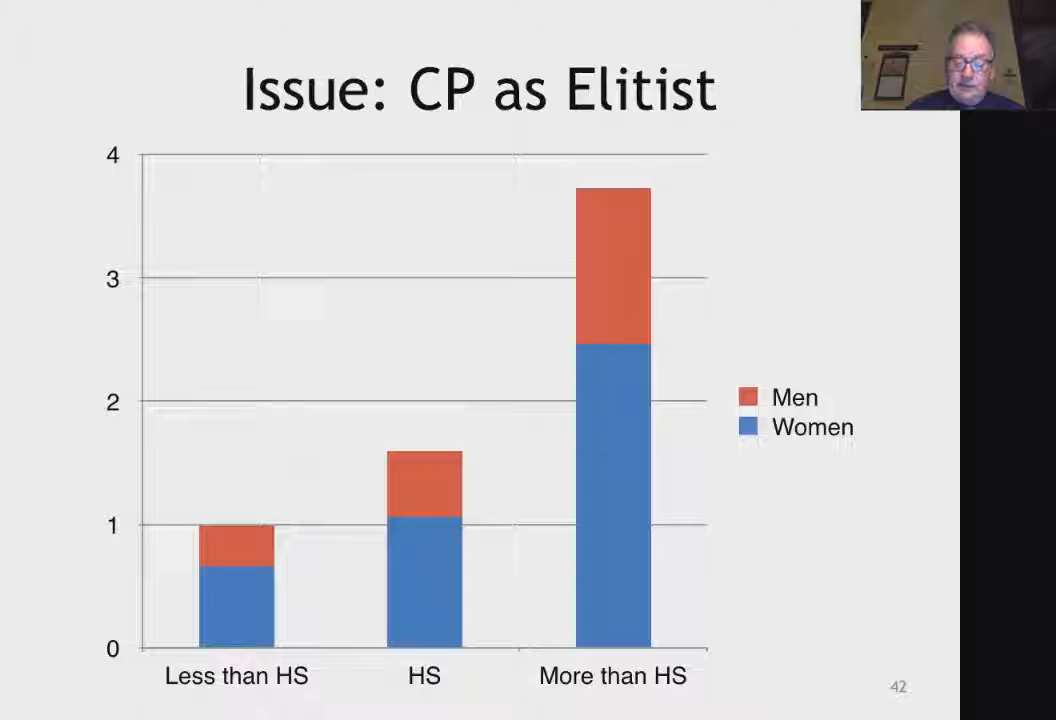 Issue: CP as Elitist
4
3
2
1
0
Less than HS
HS
More than HS
Men
Women
42